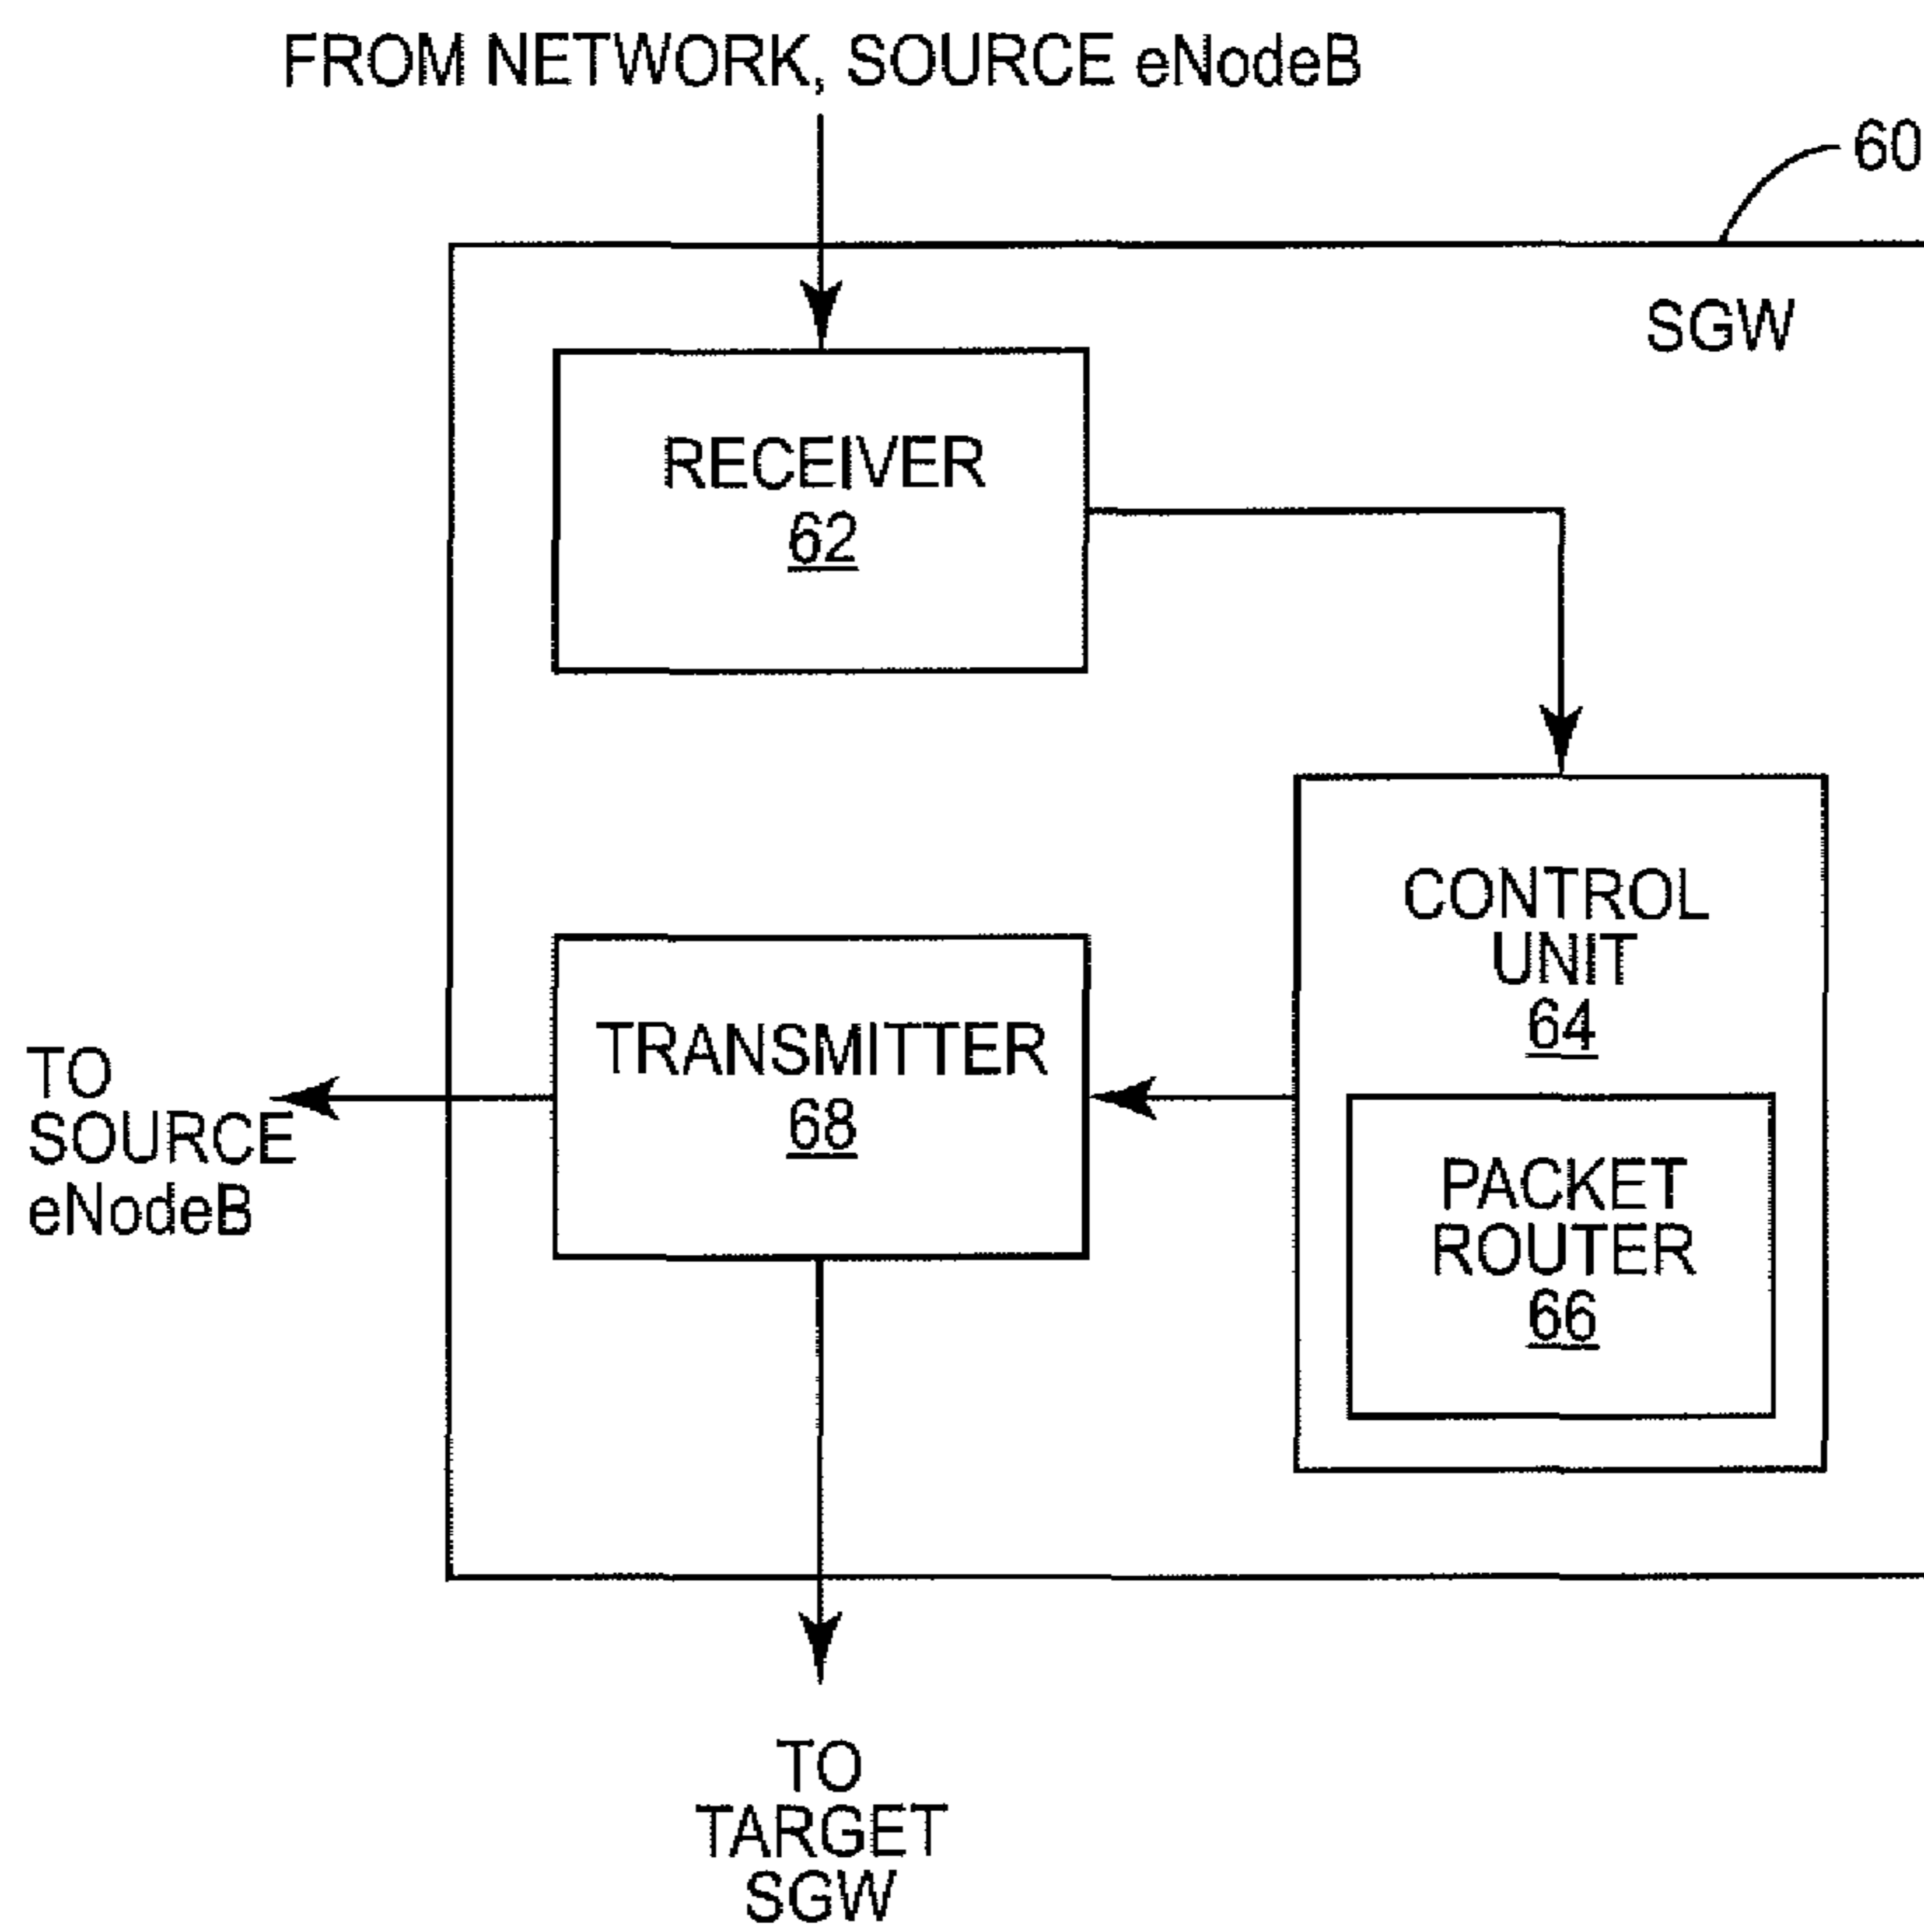 FROM NETWORK, SOURCE eNodeB
60
SGW
RECEIVER
62
CONTROL
UNIT
64
TRANSMITTER
68
TO
SOURCE
eNodeB
PACKET
ROUTER
66
TO
TARGET
SGW